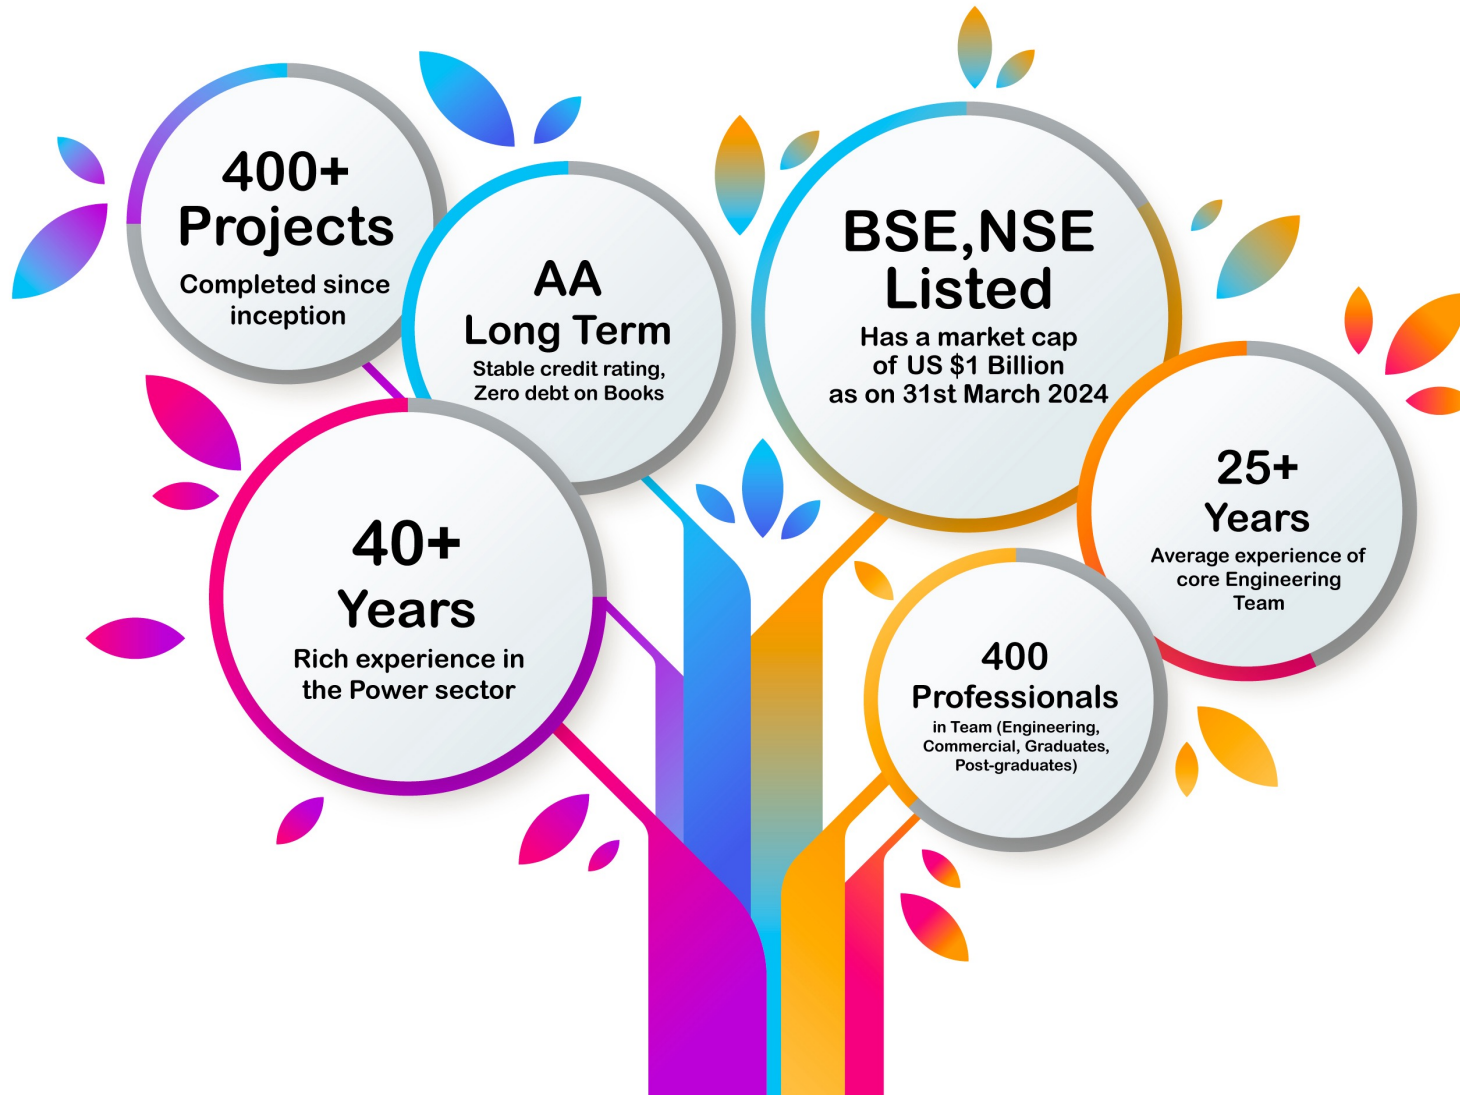 400+
Projects
Completed since
inception
AA
Long Term
Stable credit rating,
Zero debt on Books
BSE,NSE
Listed
Has a market cap
of US $1 Billion
as on 31st March 2024
40+
Years
Rich experience in
the Power sector
25+
Years
Average experience of
core Engineering
Team
400
Professionals
in Team (Engineering,
Commercial, Graduates,
Post-graduates)